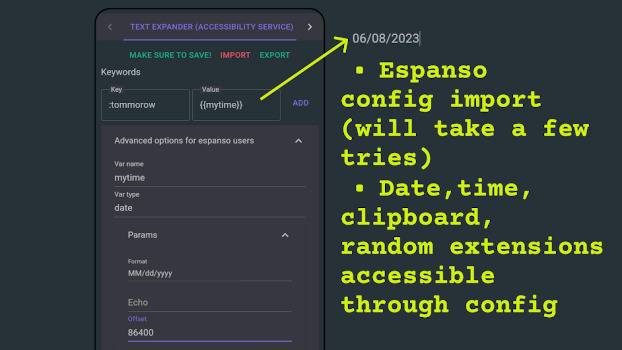 TEXT EXPANDER (ACCESSIBILITY SERVICE)
MAKE SURE TO SAVE! IMPORT EXPORT
Keywords
Key
:tommorow
Value
{{mytime}}
ADD
Advanced options for espanso users
Var name
mytime
Var type
date
Params
Format
MM/dd/yyyy
Echo
Offset
86400
06/08/2023
• Espanso
config import
(will take a few
tries)
• Date,time,
clipboard,
random extensions
accessible
through config